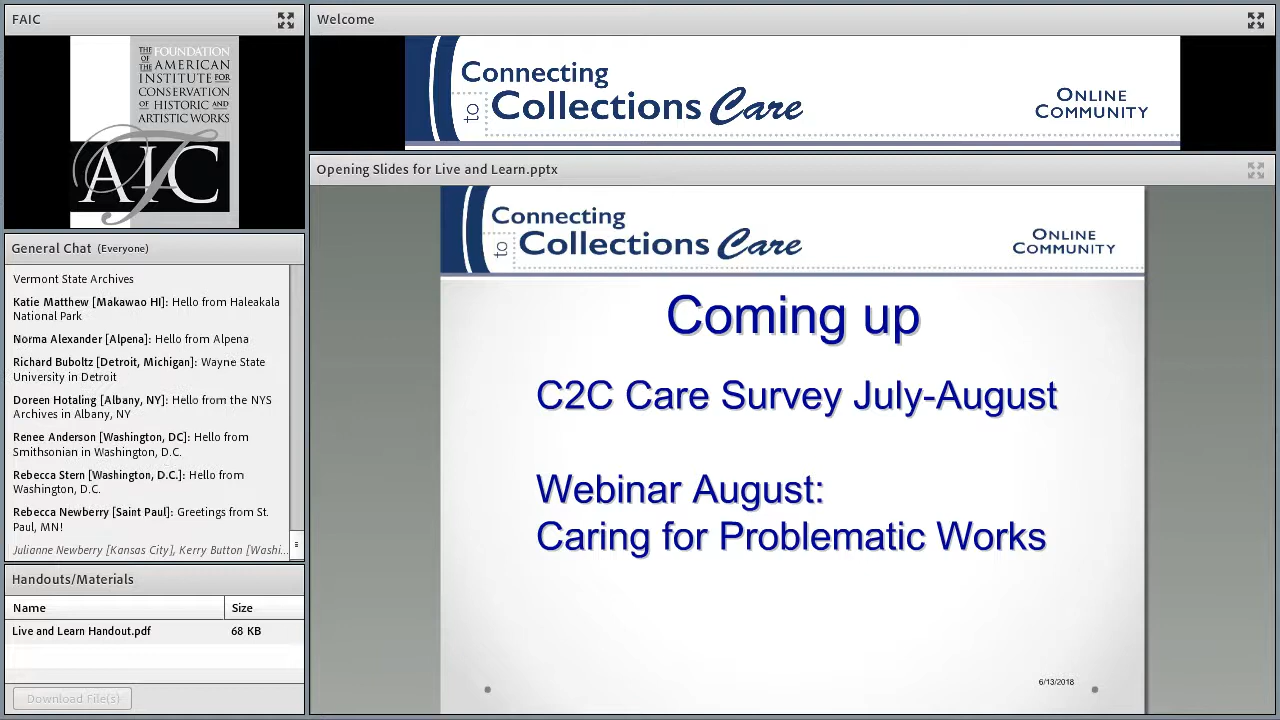 FAIC
THE FOUNDATION
OF THE AMERICAN
INSTITUTE FOR
CONSERVATION
OF HISTORIC AND
ARTISTIC WORKS
AIC
General Chat (Everyone)
Vermont State Archives
Katie Matthew [Makawao HI]: Hello from Haleakala
National Park
Norma Alexander [Alpena]: Hello from Alpena
Richard Buboltz [Detroit, Michigan]: Wayne State
University in Detroit
Doreen Hotaling [Albany, NY]: Hello from the NYS
Archives in Albany, NY
Renee Anderson [Washington, DC]: Hello from
Smithsonian in Washington, D.C.
Rebecca Stern [Washington, D.C.]: Hello from
Washington, D.C.
Rebecca Newberry [Saint Paul]: Greetings from St.
Paul, MN!
Julianne Newberry [Kansas City], Kerry Button [Washi...
Handouts/Materials
Name Size
Live and Learn Handout.pdf 68 KB
Download File(s)
Welcome
Connecting
to Collections Care
ONLINE
COMMUNITY
Opening Slides for Live and Learn.pptx
Connecting
to Collections Care
ONLINE
COMMUNITY
Coming up
C2C Care Survey July-August
Webinar August:
Caring for Problematic Works
6/13/2018